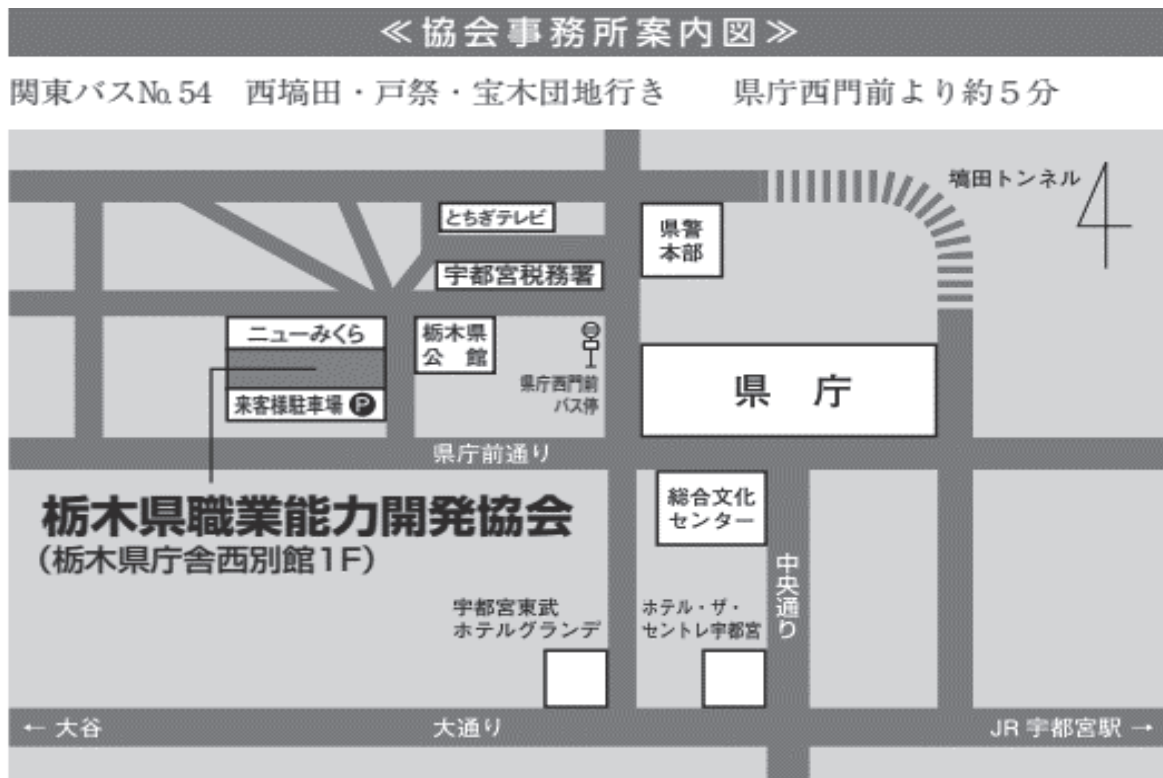 ≪協会事務所案内図≫
関東バス№54　西塙田・戸祭・宝木団地行き　　県庁西門前より約５分
塙田トンネル
とちぎテレビ
県警
本部
宇都宮税務署
ニューみくら
栃木県
公　館
県庁西門前
バス停
県　庁
来客様駐車場 P
県庁前通り
栃木県職業能力開発協会
（栃木県庁舎西別館1F）
総合文化
センター
中央通り
宇都宮東武
ホテルグランデ
ホテル・ザ・
セントレ宇都宮
← 大谷
大通り
JR 宇都宮駅 →